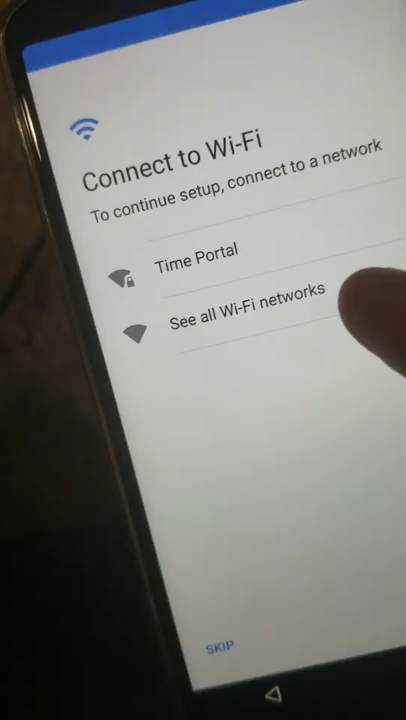 Connect to Wi-Fi
To continue setup, connect to a network
Time Portal
See all Wi-Fi networks
SKIP